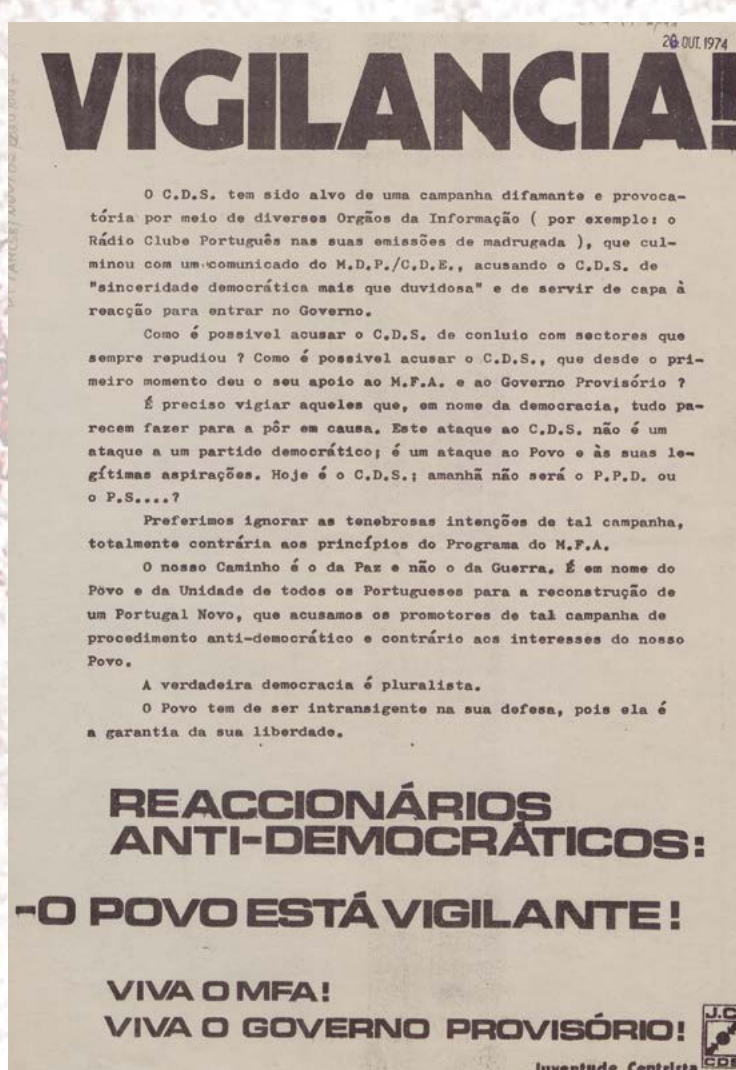 26 OUT. 1974
VIGILANCIA!
O C.D.S. tem sido alvo de uma campanha difamante e provoca-
tória por meio de diversos Orgãos da Informação ( por exemplo: o
Rádio Clube Português nas suas emissões de madrugada ), que cul-
minou com um comunicado do M.D.P./C.D.E., acusando o C.D.S. de
"sinceridade democrática mais que duvidosa" e de servir de capa à
reacção para entrar no Governo.
Como é possivel acusar o C.D.S. de conluio com sectores que
sempre repudiou ? Como é possivel acusar o C.D.S., que desde o pri-
meiro momento deu o seu apoio ao M.F.A. e ao Governo Provisório ?
É preciso vigiar aqueles que, em nome da democracia, tudo pa-
recem fazer para a pôr em causa. Este ataque ao C.D.S. não é um
ataque a um partido democrático; é um ataque ao Povo e às suas le-
gítimas aspirações. Hoje é o C.D.S.; amanhã não será o P.P.D. ou
o P.S....?
Preferimos ignorar as tenebrosas intenções de tal campanha,
totalmente contrária aos princípios do Programa do M.F.A.
O nosso Caminho é o da Paz e não o da Guerra. É em nome do
Povo e da Unidade de todos os Portugueses para a reconstrução de
um Portugal Novo, que acusamos os promotores de tal campanha de
procedimento anti-democrático e contrário aos interesses do nosso
Povo.
A verdadeira democracia é pluralista.
O Povo tem de ser intransigente na sua defesa, pois ela é
a garantia da sua liberdade.
REACCIONÁRIOS
ANTI-DEMOCRÁTICOS:
-O POVO ESTÁ VIGILANTE!
VIVA O MFA!
VIVA O GOVERNO PROVISÓRIO!
J.C
CDS
Juventude Centrista